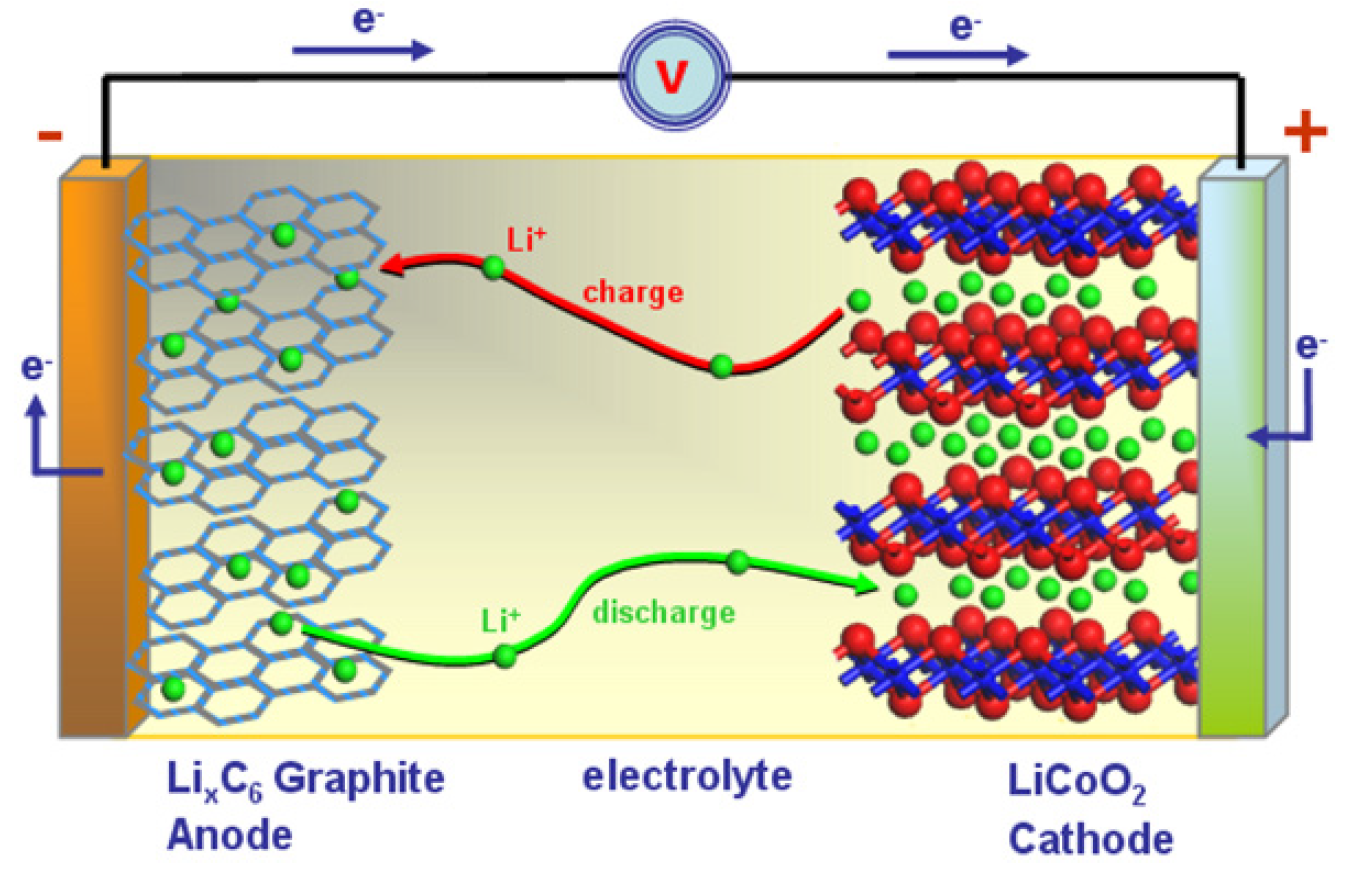 e⁻
e⁻
V
-
+
Li⁺
charge
e⁻
e⁻
Li⁺
discharge
LiₓC₆ Graphite
Anode
electrolyte
LiCoO₂
Cathode